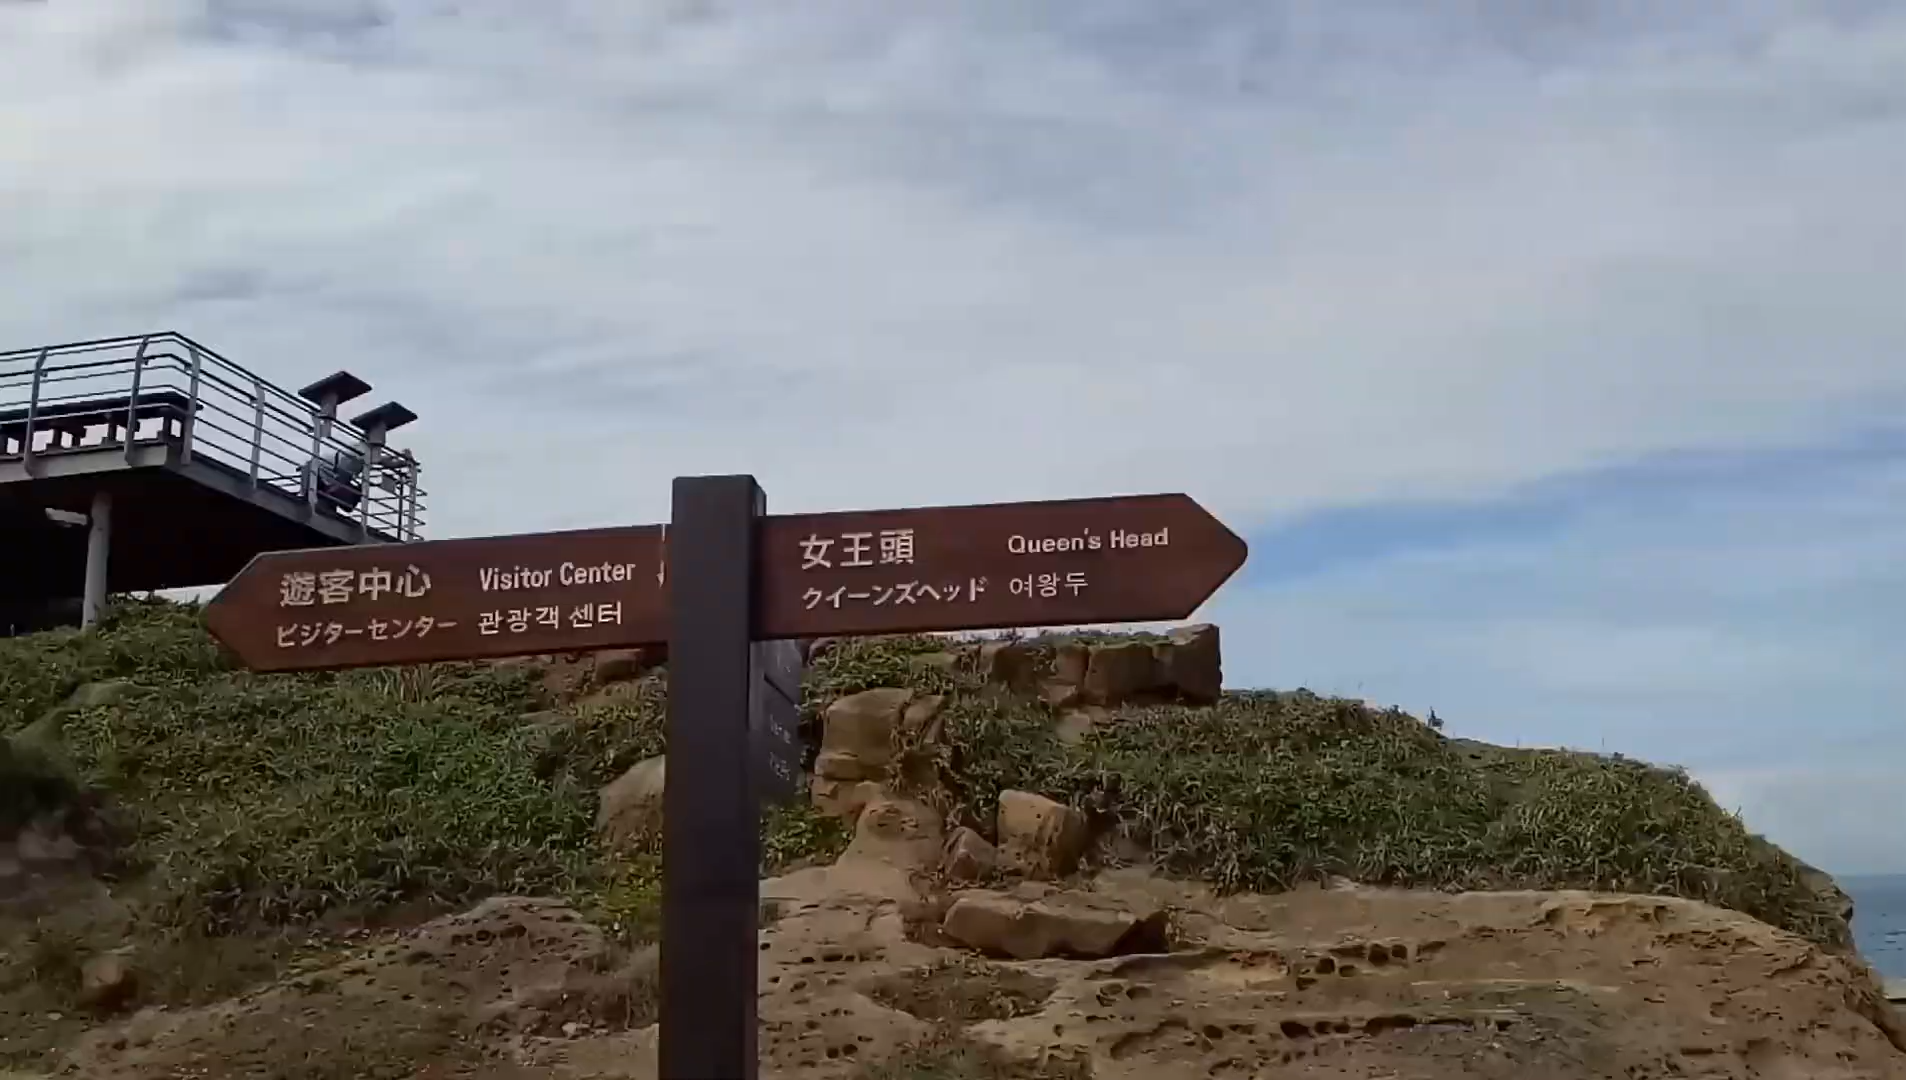 遊客中心 Visitor Center
ビジターセンター 관광객 센터
女王頭 Queen's Head
クイーンズヘッド 여왕두